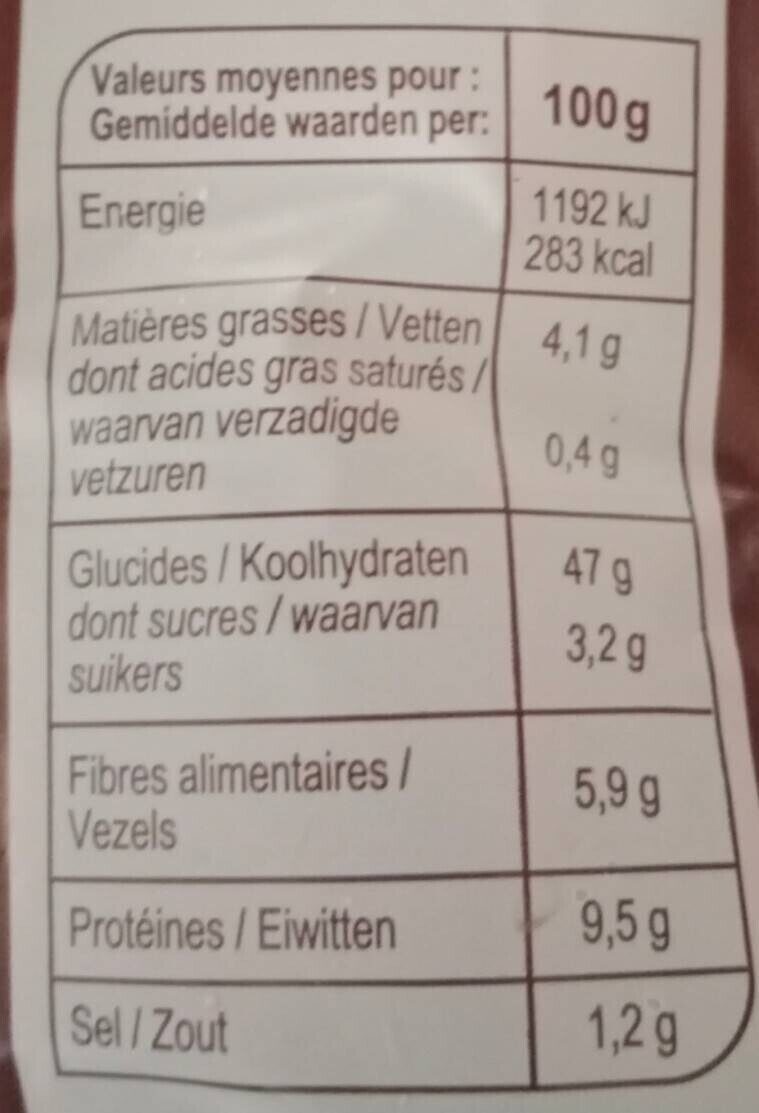 Valeurs moyennes pour :
Gemiddelde waarden per: 100g
Energie 1192 kJ
283 kcal
Matières grasses / Vetten 4,1 g
dont acides gras saturés /
waarvan verzadigde 0,4 g
vetzuren
Glucides / Koolhydraten 47 g
dont sucres / waarvan 3,2 g
suikers
Fibres alimentaires / 5,9 g
Vezels
Protéines / Eiwitten 9,5 g
Sel / Zout 1,2 g